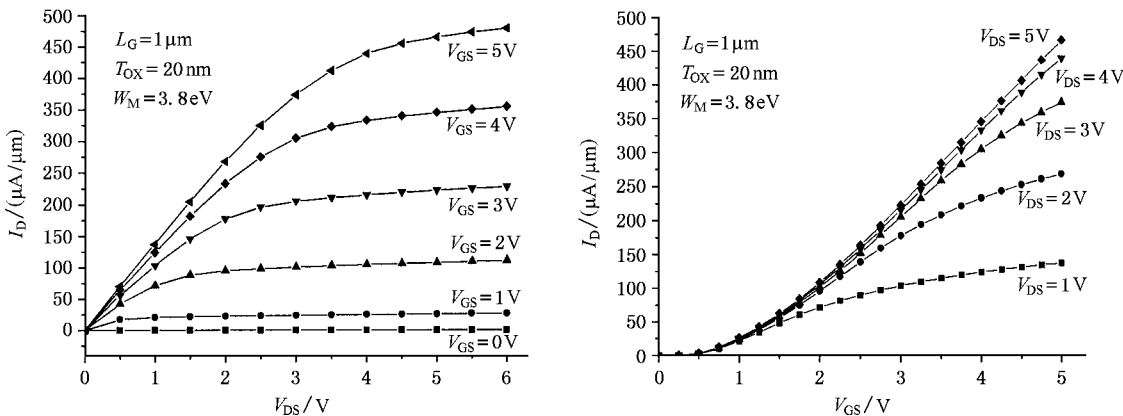 500
450
400
350
300
250
200
150
100
50
0
I_D/(μA/μm)
L_G=1μm
T_OX=20nm
W_M=3.8eV
V_GS=5V
V_GS=4V
V_GS=3V
V_GS=2V
V_GS=1V
V_GS=0V
0 1 2 3 4 5 6
V_DS/V
500
450
400
350
300
250
200
150
100
50
0
I_D/(μA/μm)
L_G=1μm
T_OX=20nm
W_M=3.8eV
V_DS=5V
V_DS=4V
V_DS=3V
V_DS=2V
V_DS=1V
0 1 2 3 4 5
V_GS/V